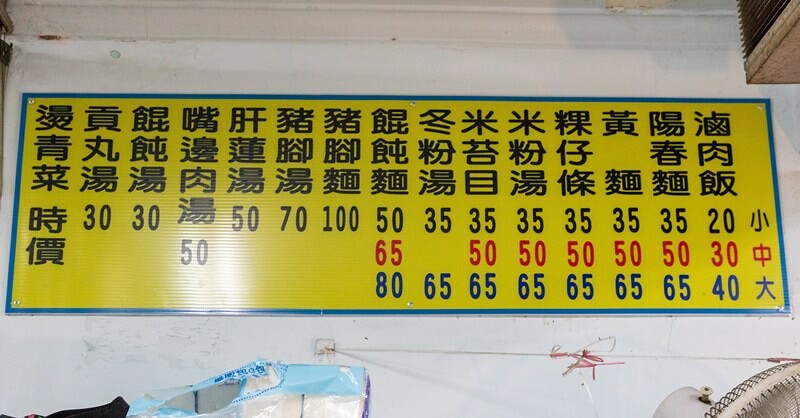 小 中 大
滷肉飯 20 30 40
陽春麵 35 50 65
黃麵 35 50 65
粿仔條 35 50 65
米粉湯 35 50 65
米苔目 35 50 65
冬粉湯 35 65
餛飩麵 50 65 80
豬腳麵 100
豬腳湯 70
肝蓮湯 50
嘴邊肉湯 50
餛飩湯 30
貢丸湯 30
燙青菜 時價